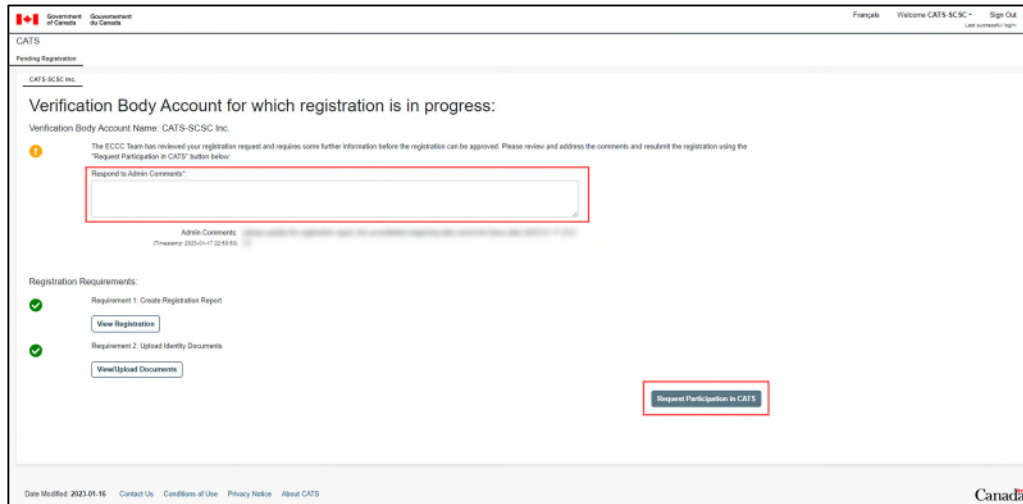 Government of Canada
Gouvernement du Canada
Français Welcome CATS-SCSC Sign Out
Last successful login:
CATS
Pending Registration
CATS-SCSC Inc.
Verification Body Account for which registration is in progress:
Verification Body Account Name: CATS-SCSC Inc.
The ECCC Team has reviewed your registration request and requires some further information before the registration can be approved. Please review and address the comments and resubmit the registration using the
"Request Participation in CATS" button below:
Respond to Admin Comments*:
Admin Comments:
(Timestamp: 2023-01-17 22:50:53)
Registration Requirements:
Requirement 1: Create Registration Report
View Registration
Requirement 2: Upload Identity Documents
View/Upload Documents
Request Participation in CATS
Date Modified: 2023-01-16 Contact Us Conditions of Use Privacy Notice About CATS
Canada